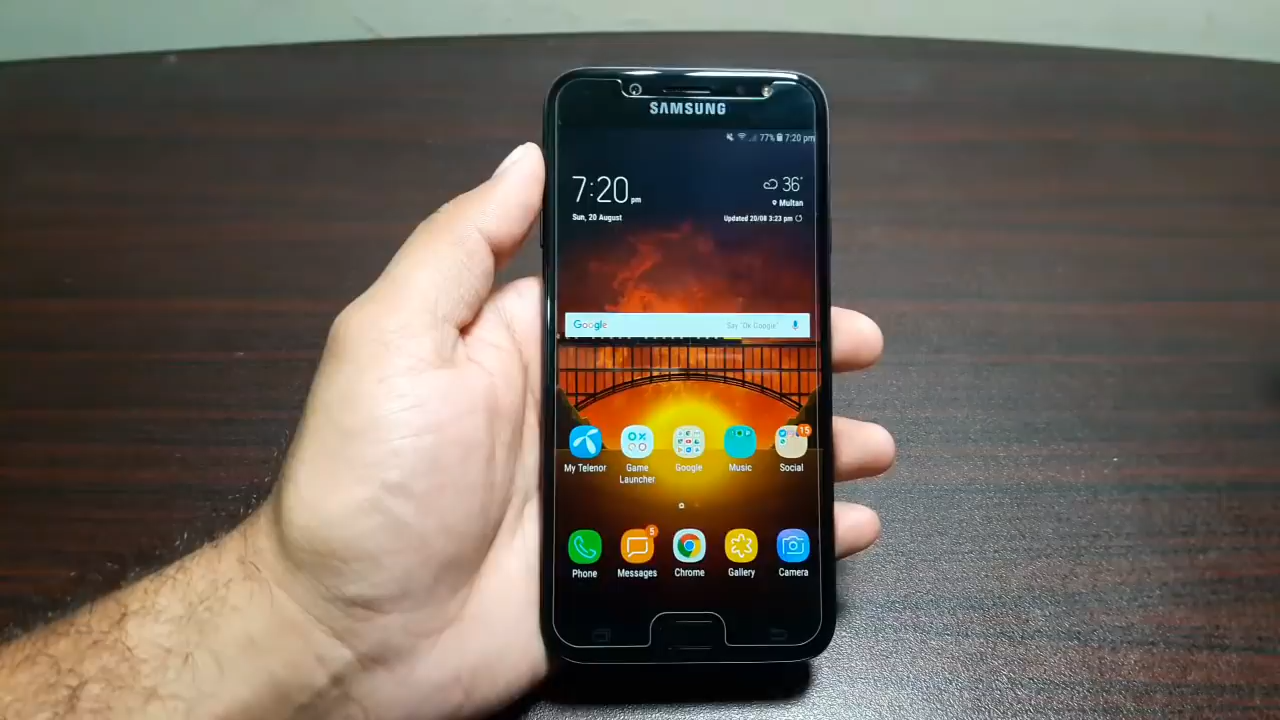 SAMSUNG
77% 7:20 pm
7:20 pm
36°
Multan
Sun, 20 August
Updated 20/08 3:23 pm
Google
Say "Ok Google"
15
My Telenor
Game Launcher
Google
Music
Social
5
Phone
Messages
Chrome
Gallery
Camera